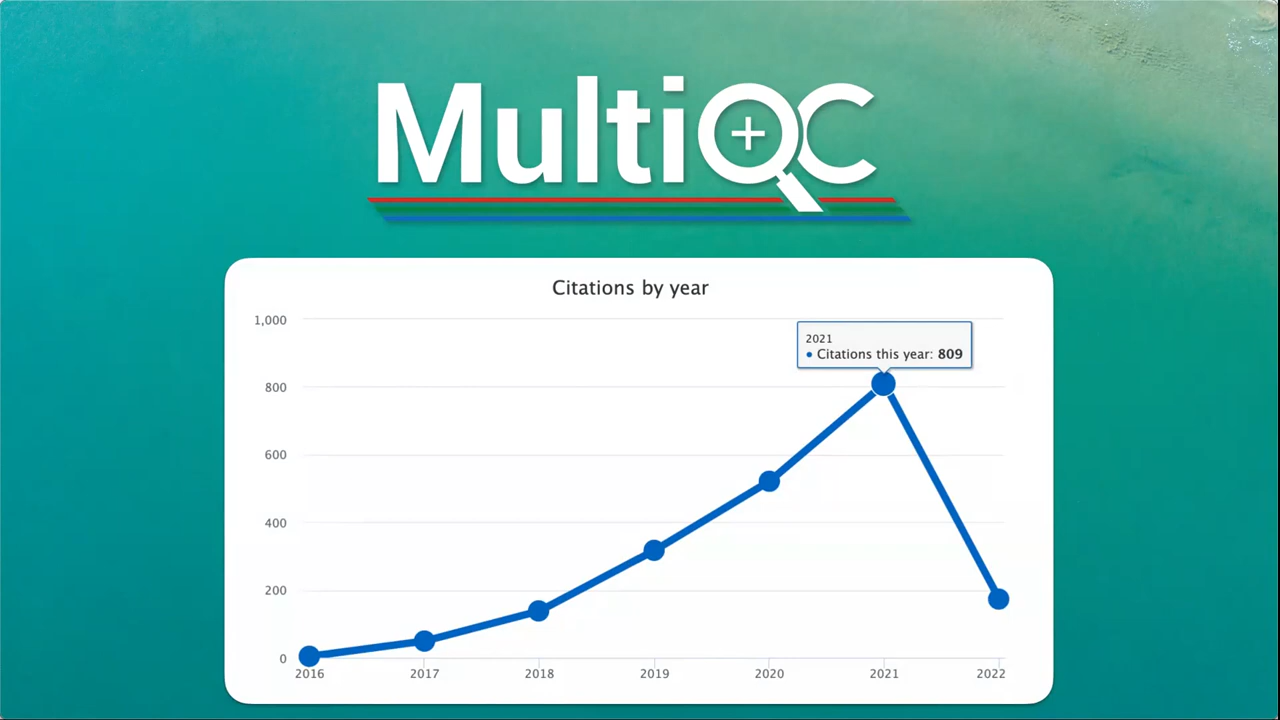 MultiQC
Citations by year
1,000
2021
• Citations this year: 809
800
600
400
200
0
2016 2017 2018 2019 2020 2021 2022